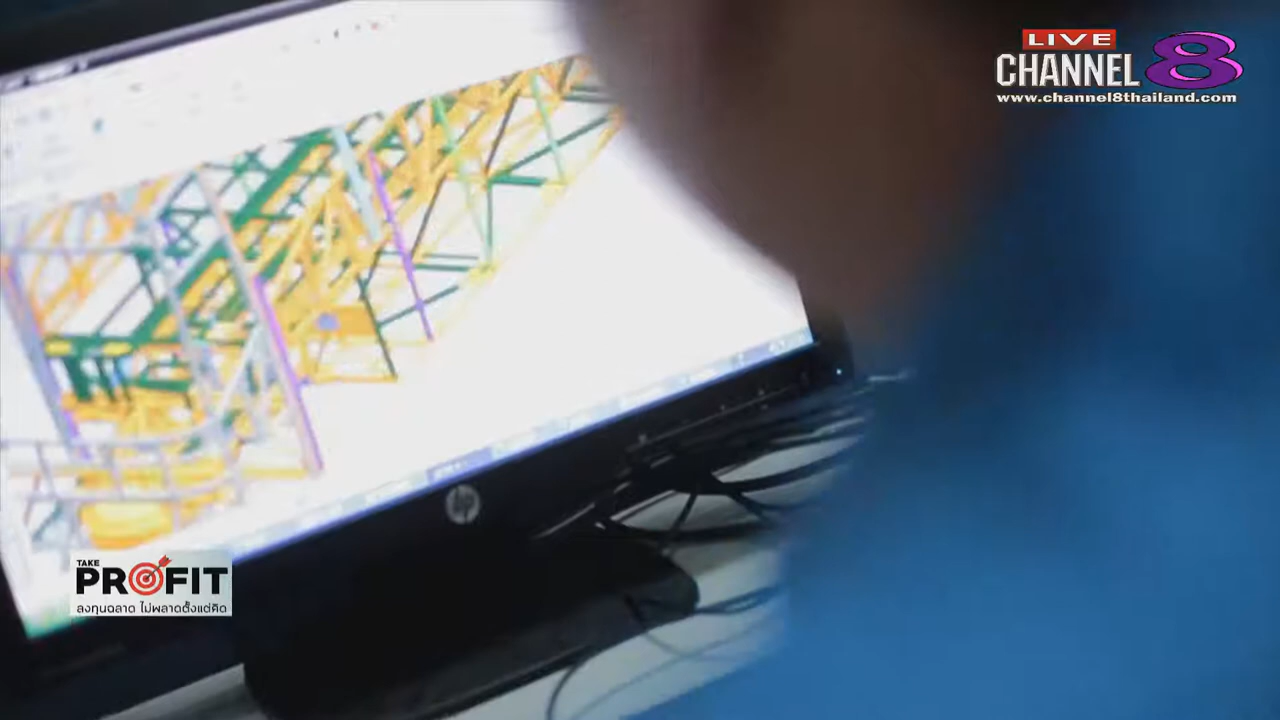 LIVE
CHANNEL 8
www.channel8thailand.com
hp
TAKE
PROFIT
ลงทุนฉลาด ไม่พลาดตั้งแต่คิด